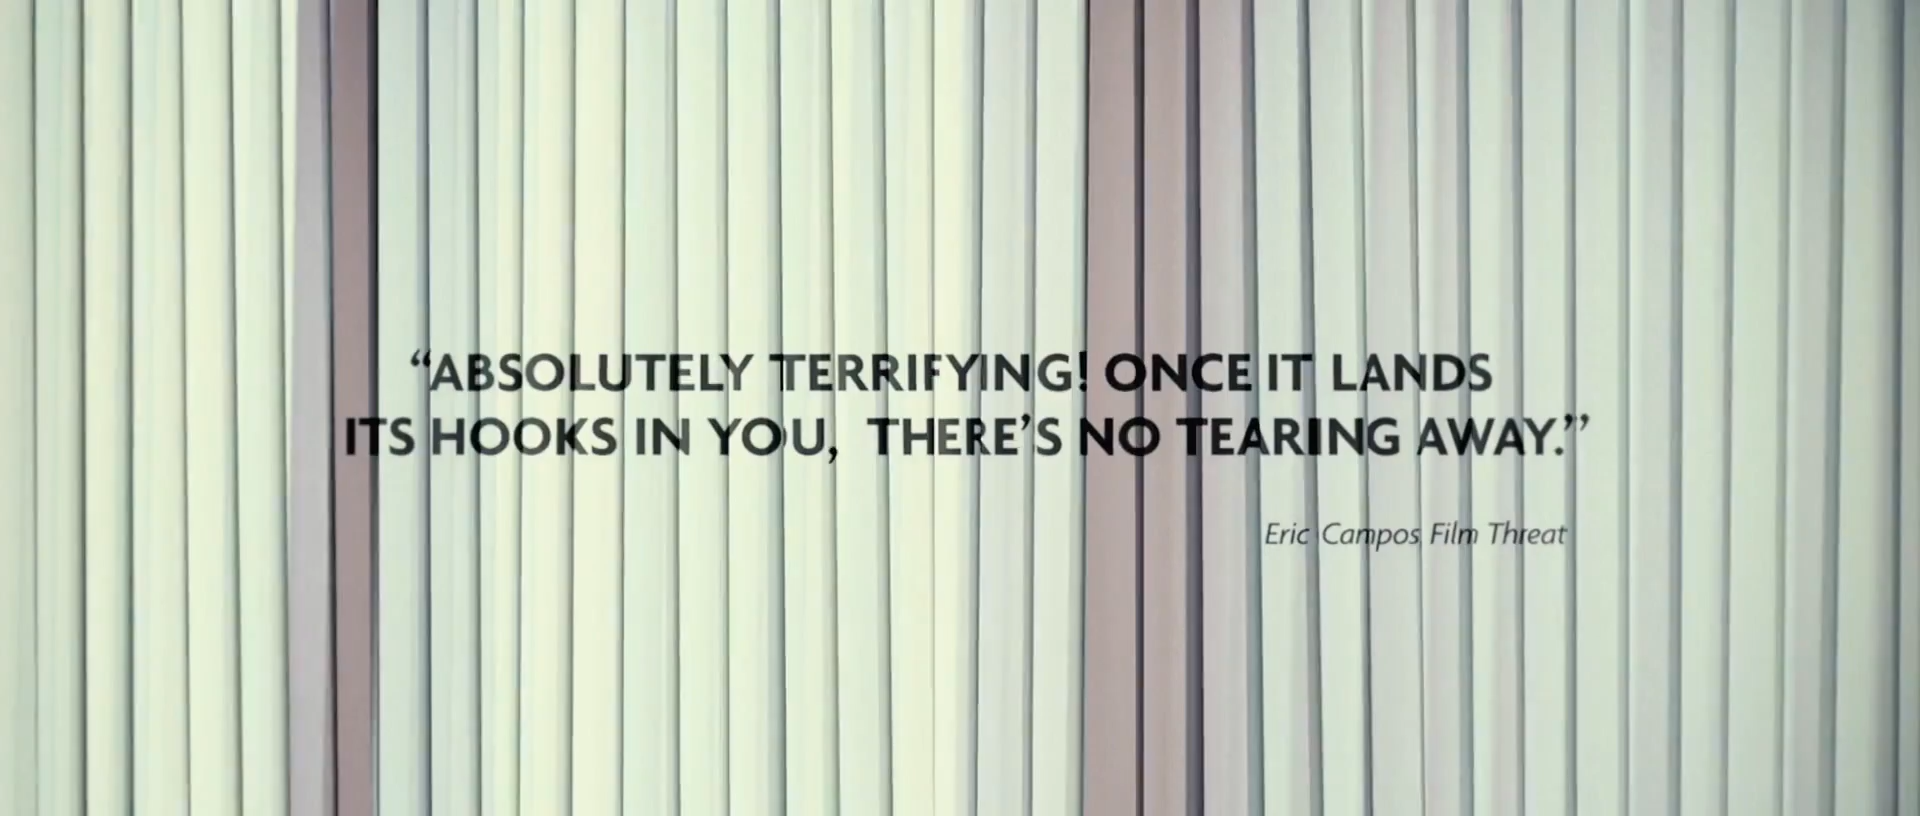 “ABSOLUTELY TERRIFYING! ONCE IT LANDS
ITS HOOKS IN YOU, THERE’S NO TEARING AWAY.”
Eric Campos Film Threat